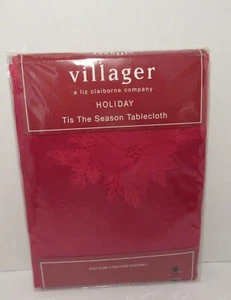 villager
a liz claiborne company
HOLIDAY
Tis The Season Tablecloth